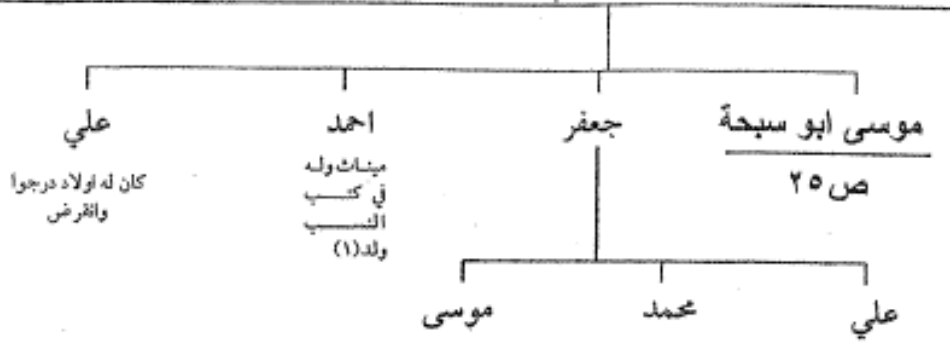 موسى ابو سبحة
ص ٢٥
جعفر
احمد
ميناث وله
في كتب
النسب
ولد (١)
علي
كان له اولاد درجوا
وانقرض
علي
محمد
موسى